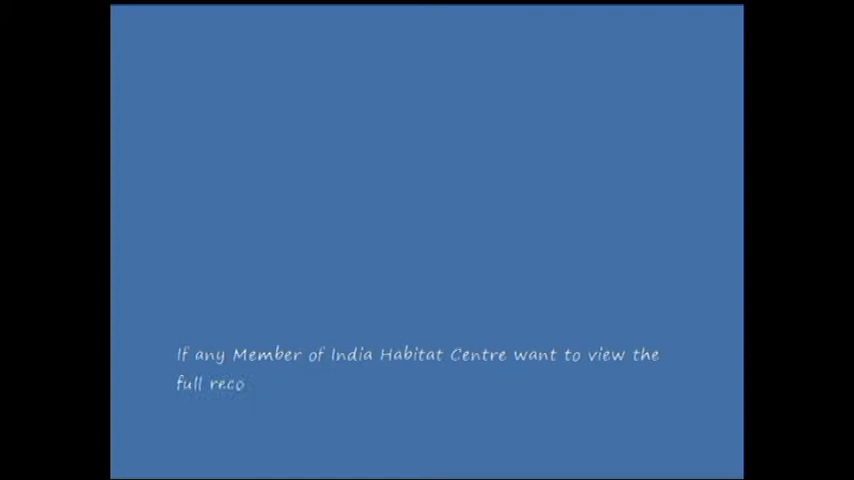 If any Member of India Habitat Centre want to view the
full reco